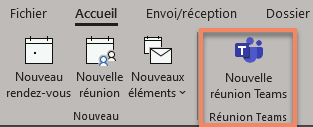 Fichier Accueil Envoi/réception Dossier
Nouveau rendez-vous
Nouvelle réunion
Nouveaux éléments
Nouvelle réunion Teams
Nouveau Réunion Teams